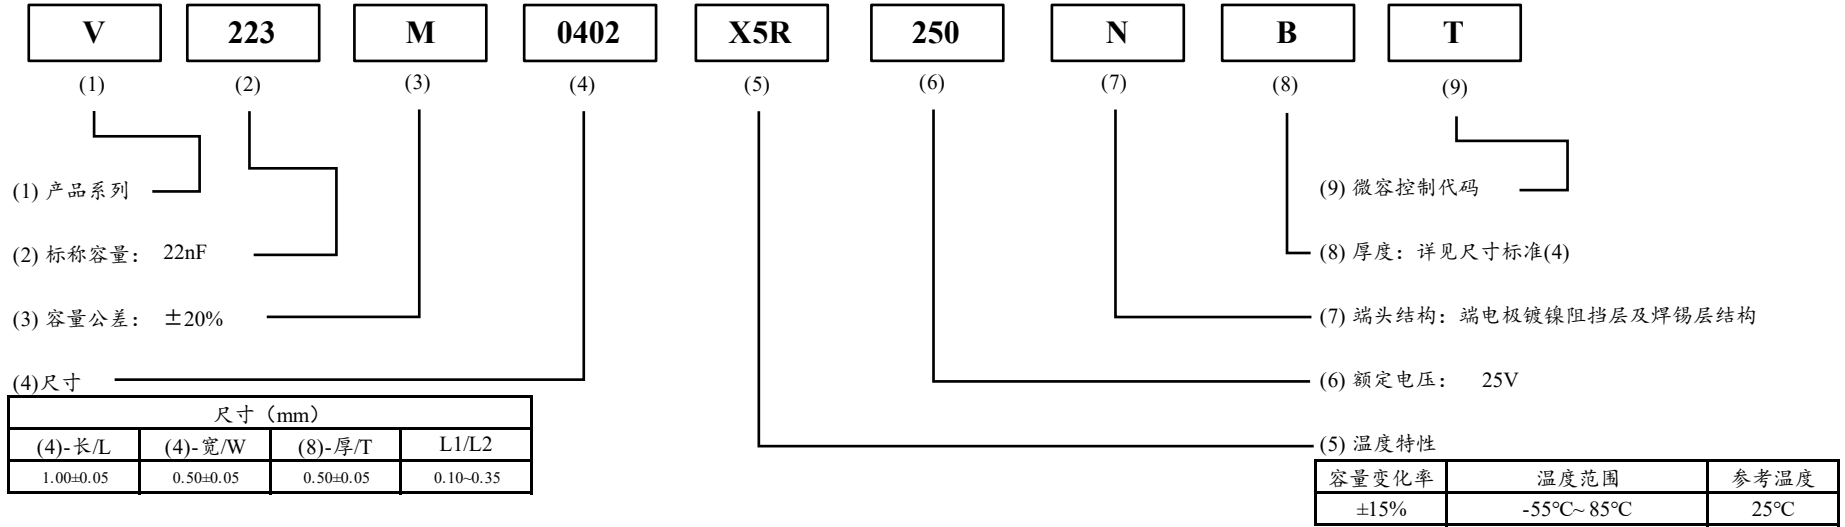 V 223 M 0402 X5R 250 N B T
(1) (2) (3) (4) (5) (6) (7) (8) (9)
(1) 产品系列
(9) 微容控制代码
(2) 标称容量： 22nF
(8) 厚度：详见尺寸标准(4)
(3) 容量公差： ±20%
(7) 端头结构：端电极镀镍阻挡层及焊锡层结构
(4)尺寸
(6) 额定电压： 25V
尺寸（mm）
(4)-长/L (4)-宽/W (8)-厚/T L1/L2
1.00±0.05 0.50±0.05 0.50±0.05 0.10~0.35
(5) 温度特性
容量变化率 温度范围 参考温度
±15% -55℃~ 85℃ 25℃